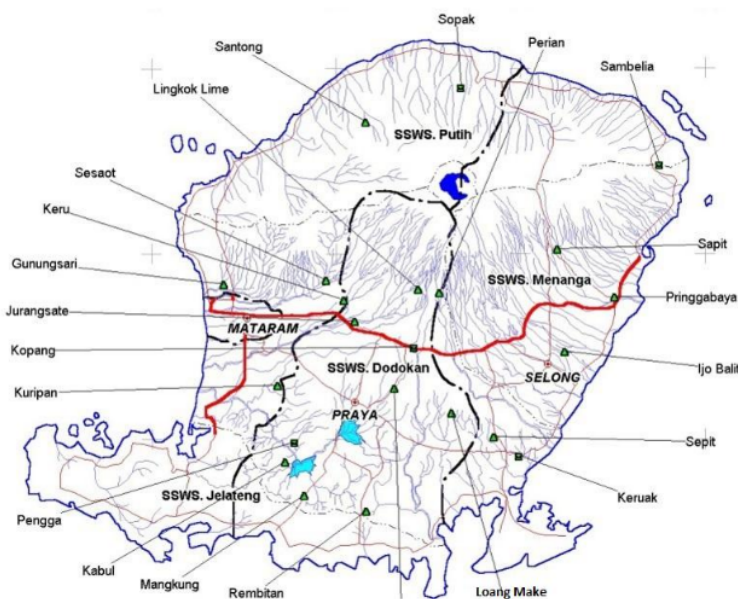 Sopak
Santong
Perian
Lingkok Lime
Sambelia
SSWS. Putih
Sesaot
Keru
Sapit
Gunungsari
SSWS. Menanga
Pringgabaya
Jurangsate
MATARAM
Kopang
SSWS. Dodokan
Ijo Balit
SELONG
Kuripan
PRAYA
Sepit
SSWS. Jelateng
Keruak
Pengga
Kabul
Mangkung
Rembitan
Loang Make